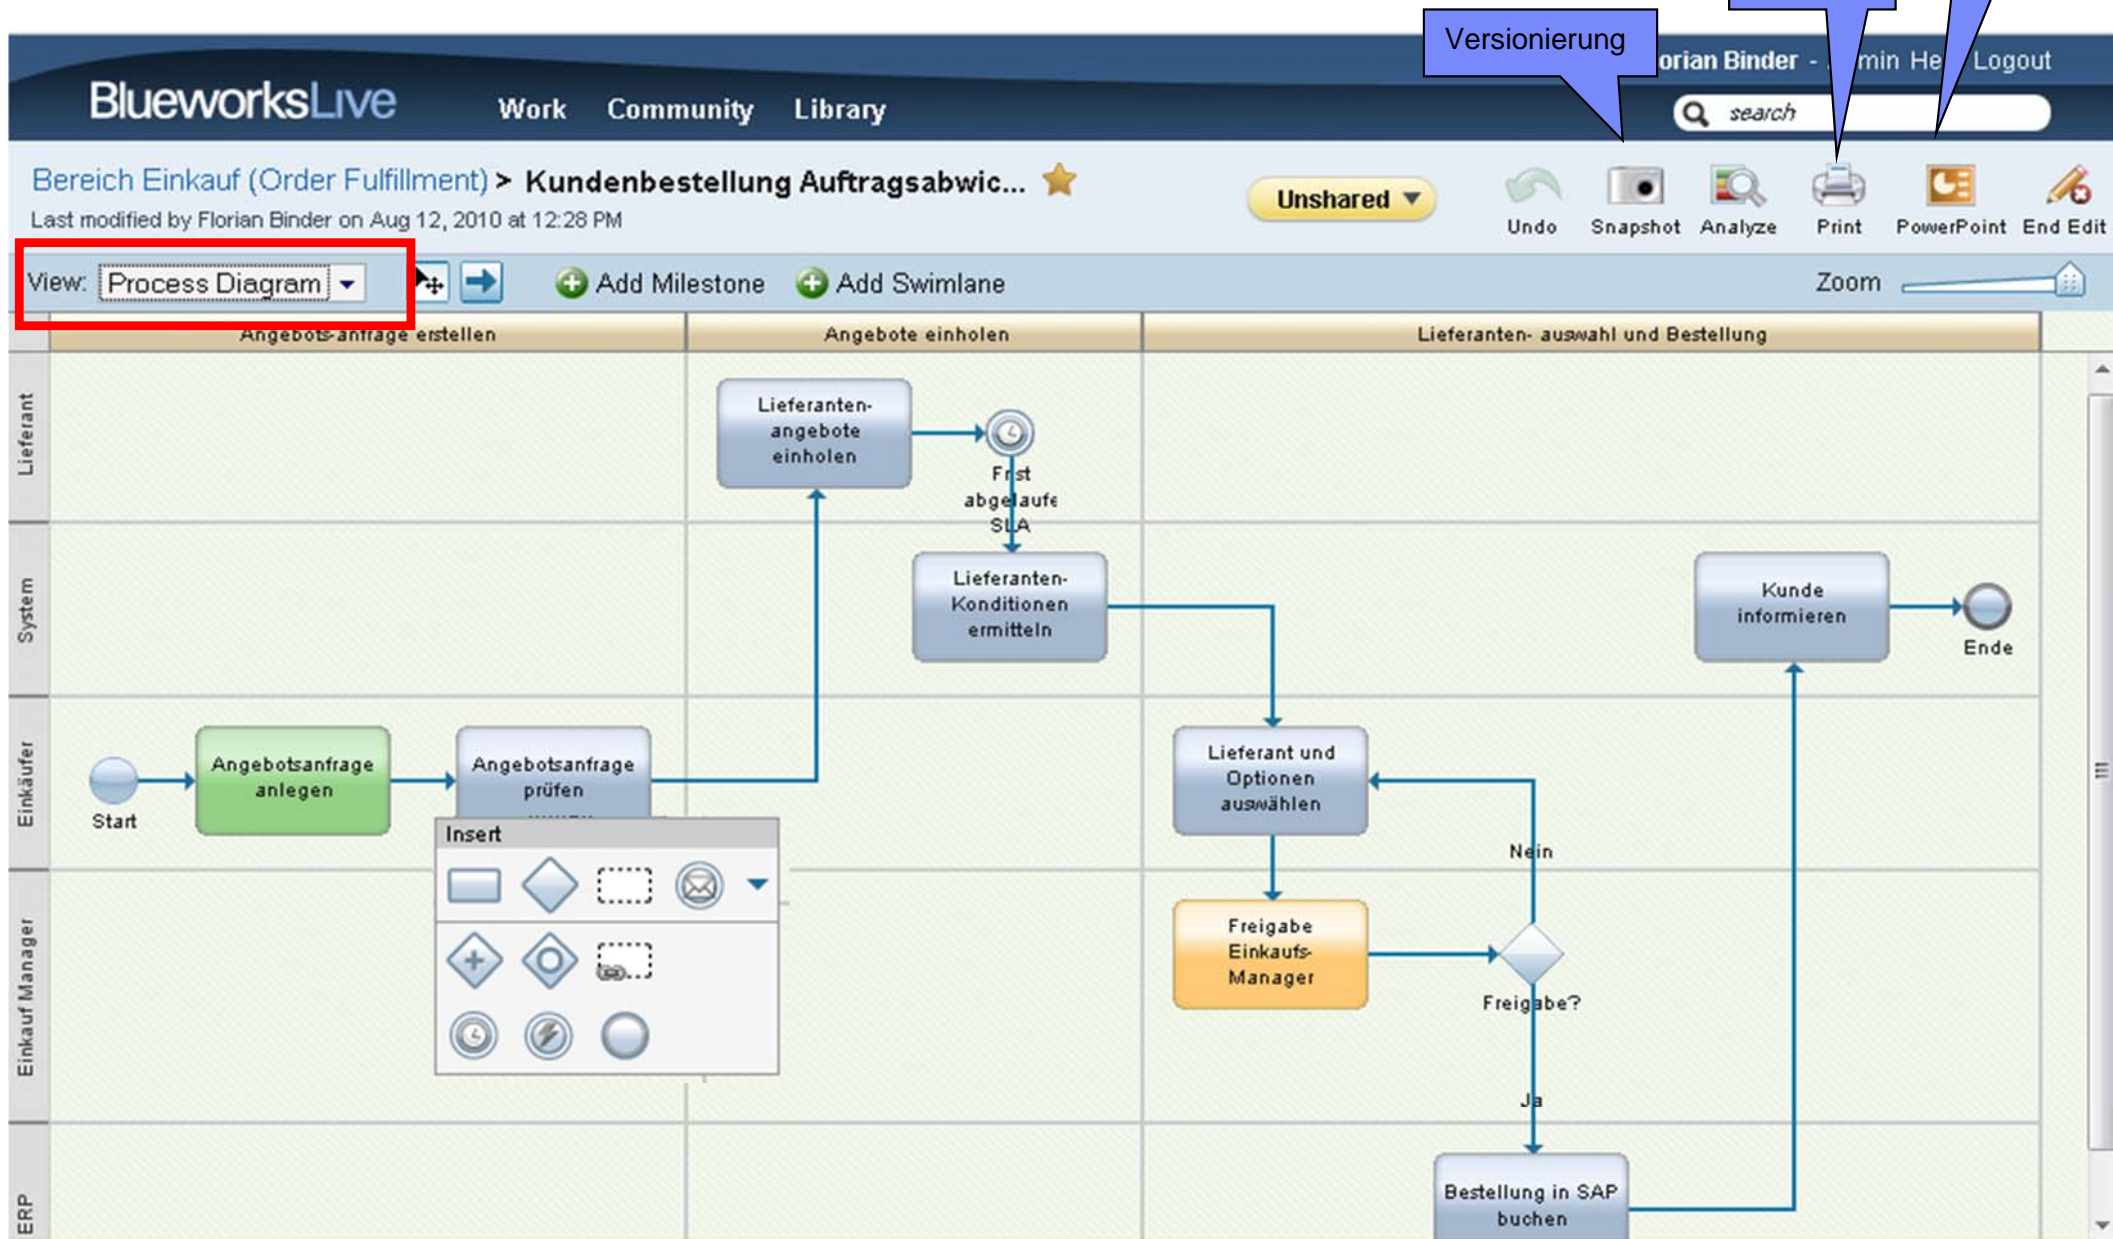 Versionierung
orian Binder - min He Logout
BlueworksLive Work Community Library
search
Bereich Einkauf (Order Fulfillment) > Kundenbestellung Auftragsabwic...
Last modified by Florian Binder on Aug 12, 2010 at 12:28 PM
Unshared
Undo Snapshot Analyze Print PowerPoint End Edit
View: Process Diagram
Add Milestone Add Swimlane
Zoom
Angebots-anfrage erstellen Angebote einholen Lieferanten- auswahl und Bestellung
Lieferant
Lieferanten-
angebote
einholen
Frist
abgelaufe
SLA
System
Lieferanten-
Konditionen
ermitteln
Kunde
informieren
Ende
Einkäufer
Start
Angebotsanfrage
anlegen
Angebotsanfrage
prüfen
Lieferant und
Optionen
auswählen
Nein
Insert
Einkauf Manager
Freigabe
Einkaufs-
Manager
Freigabe?
Ja
ERP
Bestellung in SAP
buchen